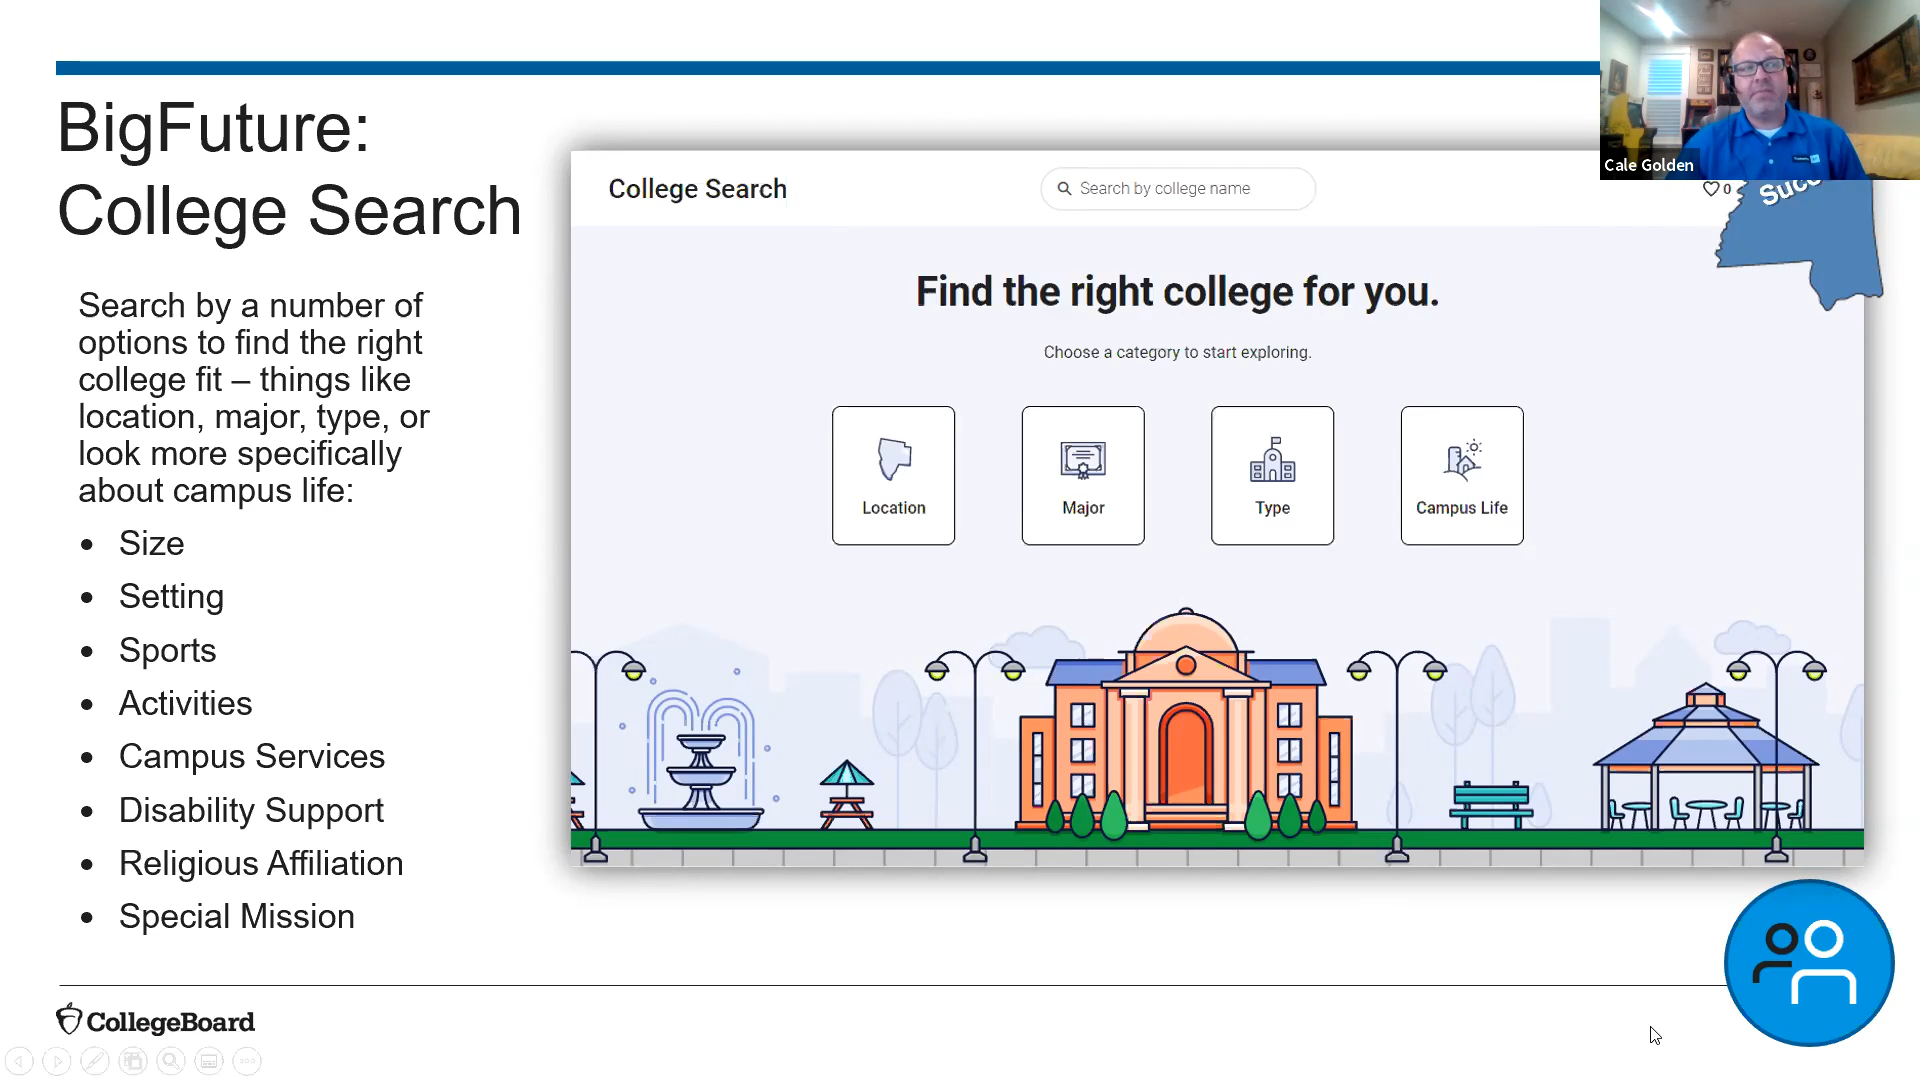 BigFuture:
College Search
Search by a number of
options to find the right
college fit – things like
location, major, type, or
look more specifically
about campus life:
• Size
• Setting
• Sports
• Activities
• Campus Services
• Disability Support
• Religious Affiliation
• Special Mission
College Search
Search by college name
0
Find the right college for you.
Choose a category to start exploring.
Location
Major
Type
Campus Life
Cale Golden
CollegeBoard